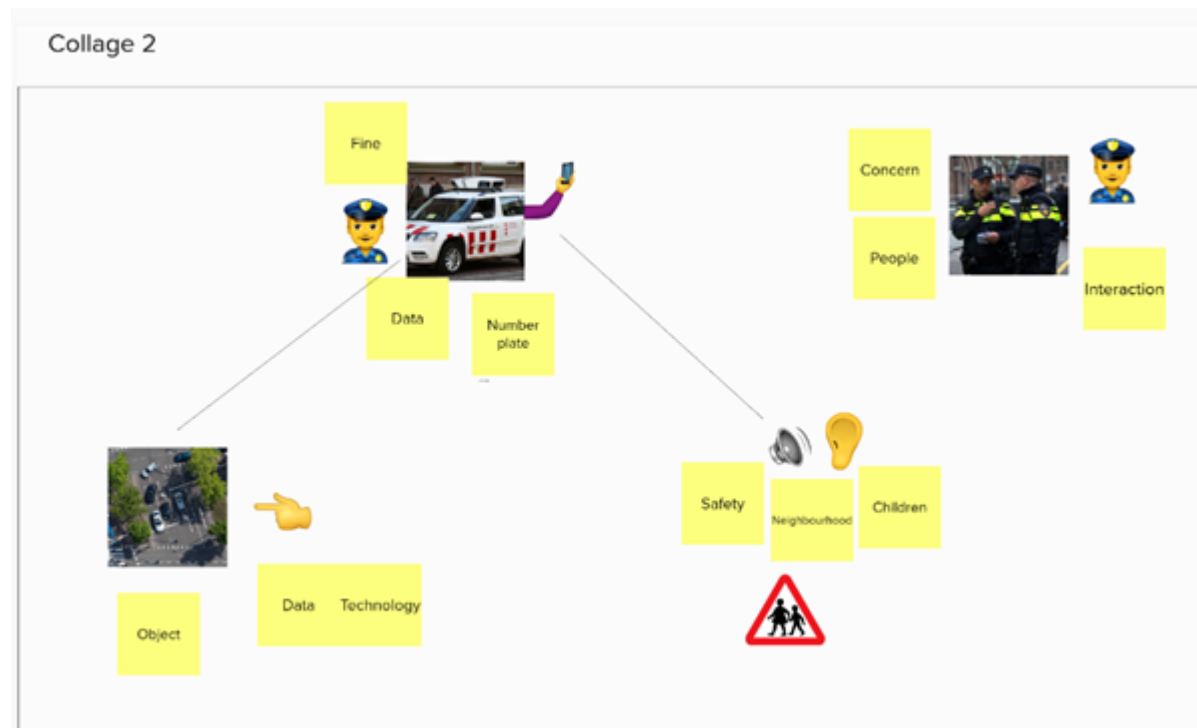 Collage 2
Fine
Concern
People
Interaction
Data
Number
plate
Safety
Neighbourhood
Children
Object
Data
Technology